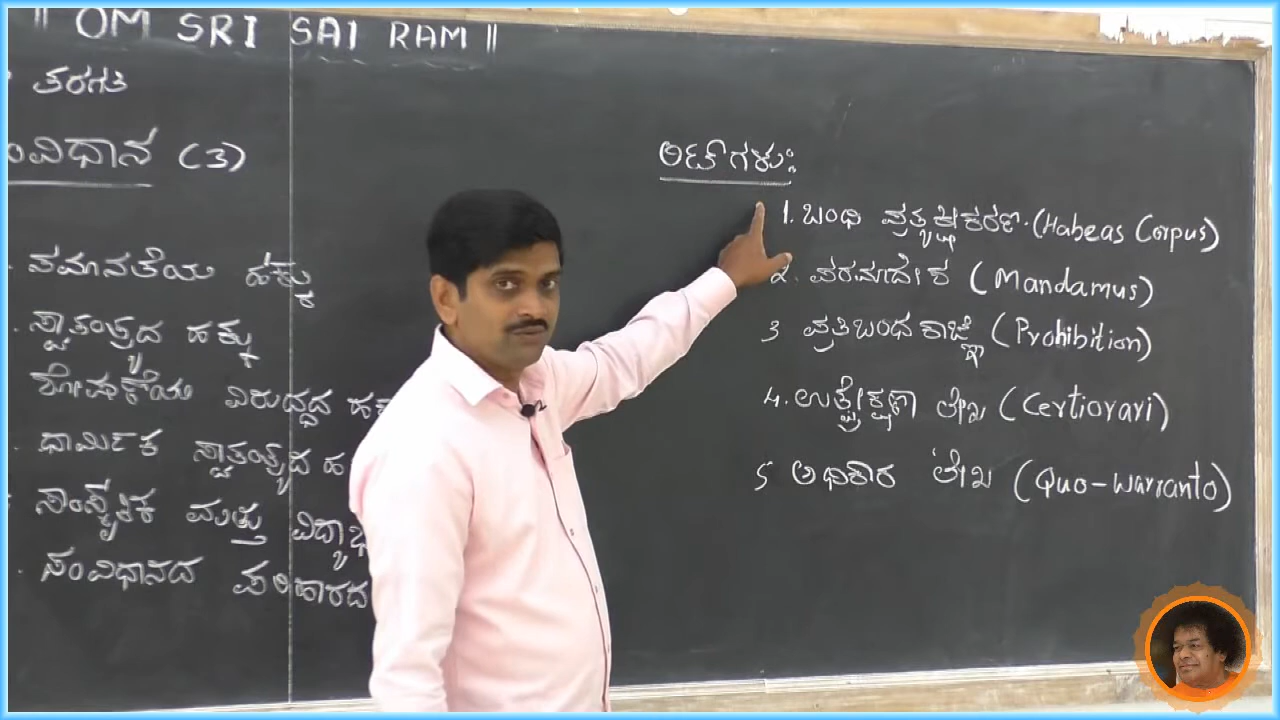 || OM SRI SAI RAM ||
ತರಗತಿ
ಸಂವಿಧಾನ (3)
ಸಮಾನತೆಯ ಹಕ್ಕು
ಸ್ವಾತಂತ್ರ್ಯದ ಹಕ್ಕು
ಶೋಷಣೆಯ ವಿರುದ್ಧದ ಹಕ್
ಧಾರ್ಮಿಕ ಸ್ವಾತಂತ್ರ್ಯದ ಹ
ಸಾಂಸ್ಕೃತಿಕ ಮತ್ತು ವಿದ್ಯಾಭ
ಸಂವಿಧಾನದ ಪರಿಹಾರದ
ರಿಟ್‌ಗಳು:
1. ಬಂಧಿ ಪ್ರತ್ಯಕ್ಷೀಕರಣ. (Habeas Corpus)
2. ಪರಮಾದೇಶ (Mandamus)
3 ಪ್ರತಿಬಂಧಕಾಜ್ಞೆ (Prohibition)
4. ಉತ್ಪ್ರೇಕ್ಷಣಾ ಲೇಖ (Certiorari)
5 ಅಧಿಕಾರ ಲೇಖ (Quo-warranto)